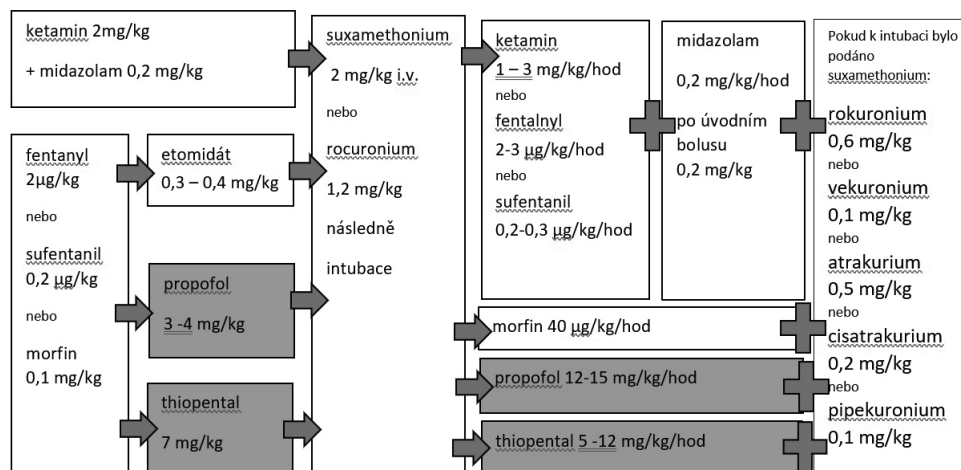 ketamin 2mg/kg
+ midazolam 0,2 mg/kg
fentanyl
2µg/kg
nebo
sufentanil
0,2 µg/kg
nebo
morfin
0,1 mg/kg
etomidát
0,3 – 0,4 mg/kg
propofol
3 -4 mg/kg
thiopental
7 mg/kg
suxamethonium
2 mg/kg i.v.
nebo
rocuronium
1,2 mg/kg
následně
intubace
ketamin
1 – 3 mg/kg/hod
nebo
fentalnyl
2-3 µg/kg/hod
nebo
sufentanil
0,2-0,3 µg/kg/hod
midazolam
0,2 mg/kg/hod
po úvodním
bolusu
0,2 mg/kg
morfin 40 µg/kg/hod
propofol 12-15 mg/kg/hod
thiopental 5 -12 mg/kg/hod
Pokud k intubaci bylo
podáno
suxamethonium:
rokuronium
0,6 mg/kg
nebo
vekuronium
0,1 mg/kg
nebo
atrakurium
0,5 mg/kg
nebo
cisatrakurium
0,2 mg/kg
nebo
pipekuronium
0,1 mg/kg